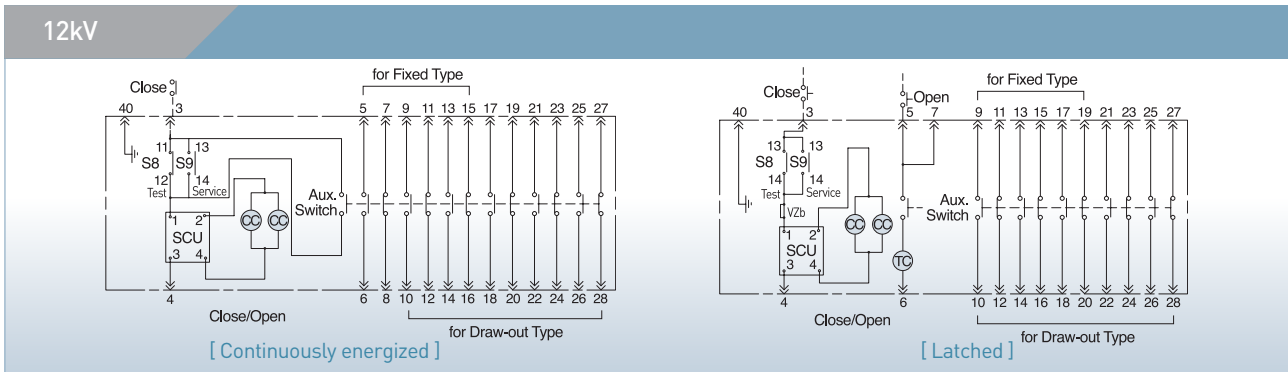 12kV
for Fixed Type
Close
40 3 5 7 9 11 13 15 17 19 21 23 25 27
11 13
S8 S9
12 14
Test Service
Aux.
Switch
1 2
CC CC
SCU
3 4
4 6 8 10 12 14 16 18 20 22 24 26 28
Close/Open
for Draw-out Type
[ Continuously energized ]
for Fixed Type
Close Open
40 3 5 7 9 11 13 15 17 19 21 23 25 27
13 13
S8 S9
14 14
Test Service
Aux.
Switch
VZb
1 2
CC CC
SCU
3 4
TC
4 6 10 12 14 16 18 20 22 24 26 28
Close/Open
for Draw-out Type
[ Latched ]